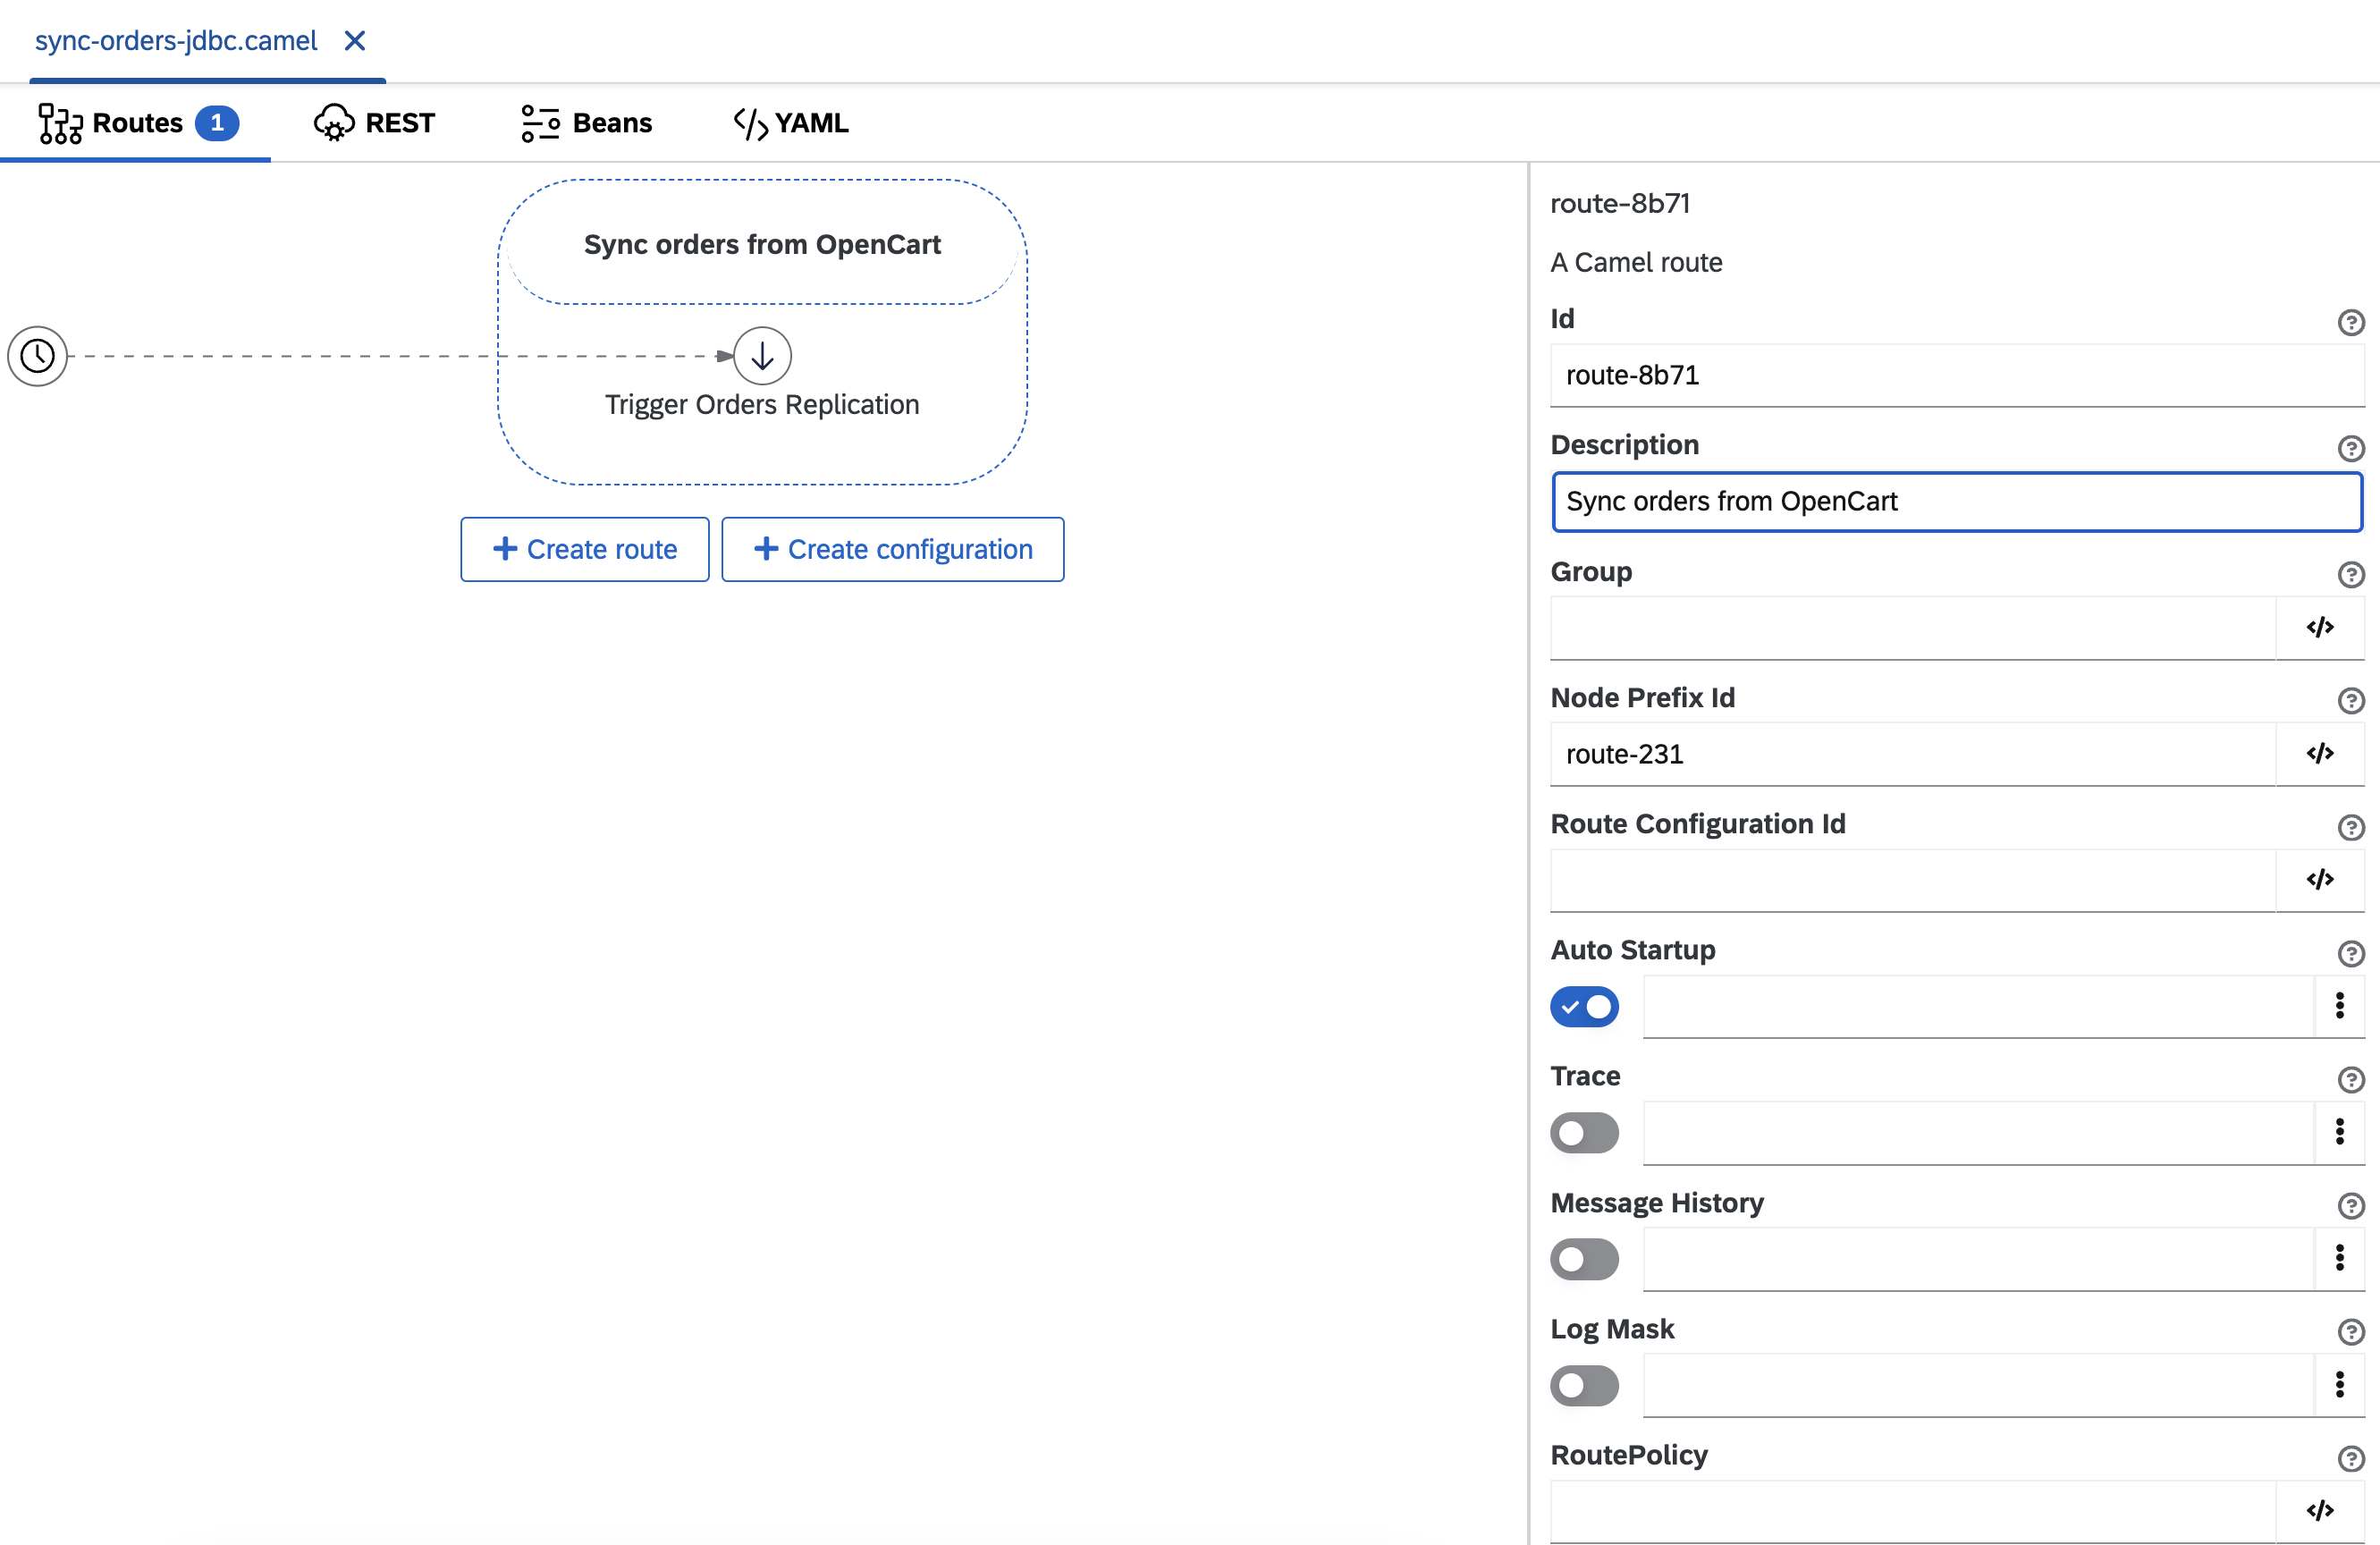 sync-orders-jdbc.camel
Routes 1 REST Beans YAML
Sync orders from OpenCart
Trigger Orders Replication
Create route Create configuration
route-8b71
A Camel route
Id
route-8b71
Description
Sync orders from OpenCart
Group
Node Prefix Id
route-231
Route Configuration Id
Auto Startup
Trace
Message History
Log Mask
RoutePolicy